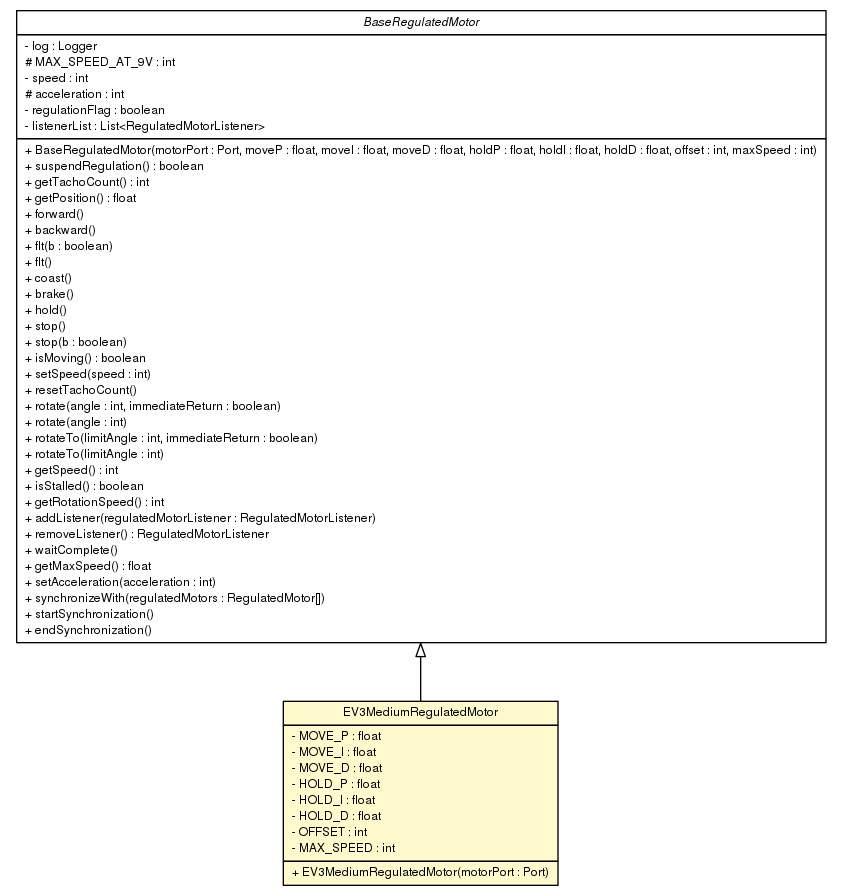 BaseRegulatedMotor
- log : Logger
# MAX_SPEED_AT_9V : int
- speed : int
# acceleration : int
- regulationFlag : boolean
- listenerList : List<RegulatedMotorListener>
+ BaseRegulatedMotor(motorPort : Port, moveP : float, moveI : float, moveD : float, holdP : float, holdI : float, holdD : float, offset : int, maxSpeed : int)
+ suspendRegulation() : boolean
+ getTachoCount() : int
+ getPosition() : float
+ forward()
+ backward()
+ flt(b : boolean)
+ flt()
+ coast()
+ brake()
+ hold()
+ stop()
+ stop(b : boolean)
+ isMoving() : boolean
+ setSpeed(speed : int)
+ resetTachoCount()
+ rotate(angle : int, immediateReturn : boolean)
+ rotate(angle : int)
+ rotateTo(limitAngle : int, immediateReturn : boolean)
+ rotateTo(limitAngle : int)
+ getSpeed() : int
+ isStalled() : boolean
+ getRotationSpeed() : int
+ addListener(regulatedMotorListener : RegulatedMotorListener)
+ removeListener() : RegulatedMotorListener
+ waitComplete()
+ getMaxSpeed() : float
+ setAcceleration(acceleration : int)
+ synchronizeWith(regulatedMotors : RegulatedMotor[])
+ startSynchronization()
+ endSynchronization()
EV3MediumRegulatedMotor
- MOVE_P : float
- MOVE_I : float
- MOVE_D : float
- HOLD_P : float
- HOLD_I : float
- HOLD_D : float
- OFFSET : int
- MAX_SPEED : int
+ EV3MediumRegulatedMotor(motorPort : Port)